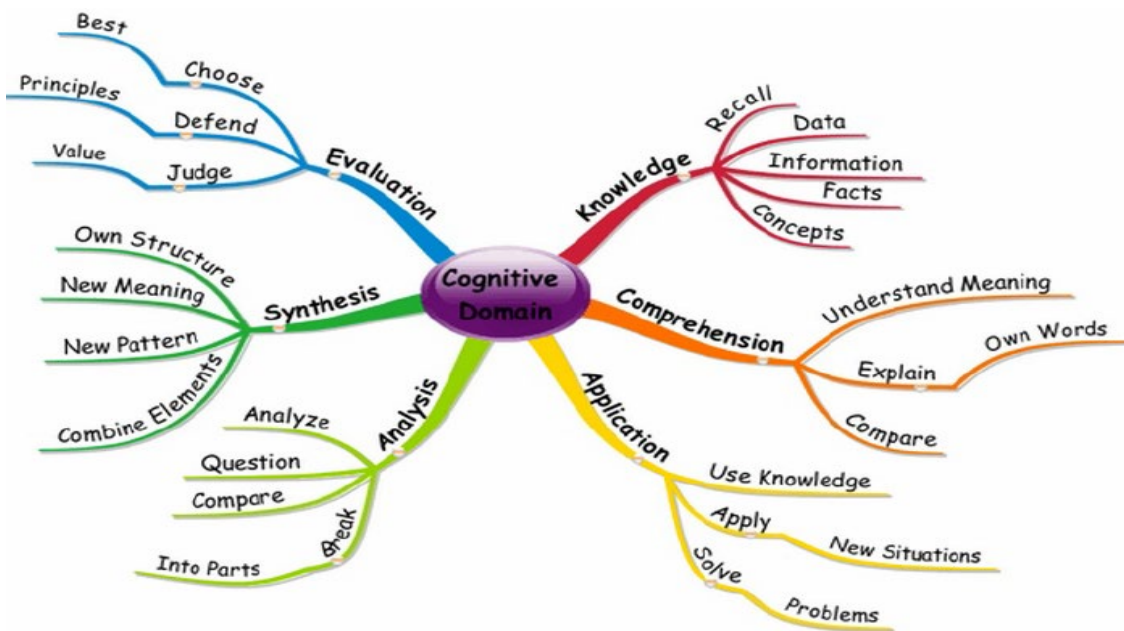 Cognitive
Domain
Knowledge
Recall
Data
Information
Facts
Concepts
Comprehension
Understand Meaning
Explain
Own Words
Compare
Application
Use Knowledge
Apply
New Situations
Solve
Problems
Analysis
Analyze
Question
Compare
Break
Into Parts
Synthesis
Own Structure
New Meaning
New Pattern
Combine Elements
Evaluation
Choose
Best
Defend
Principles
Judge
Value